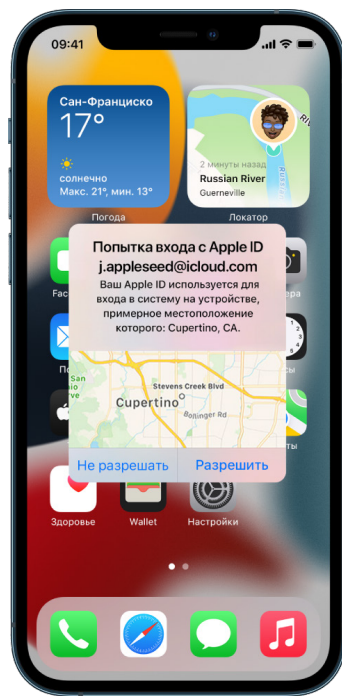 09:41
Сан-Франциско
17°
солнечно
Макс. 21°, мин. 13°
Погода
2 минуты назад
Russian River
Guerneville
Локатор
Попытка входа с Apple ID
j.appleseed@icloud.com
Ваш Apple ID используется для
входа в систему на устройстве,
примерное местоположение
которого: Cupertino, CA.
San
Stevens Creek Blvd
Cupertino
Bollinger Rd
Не разрешать
Разрешить
Здоровье
Wallet
Настройки